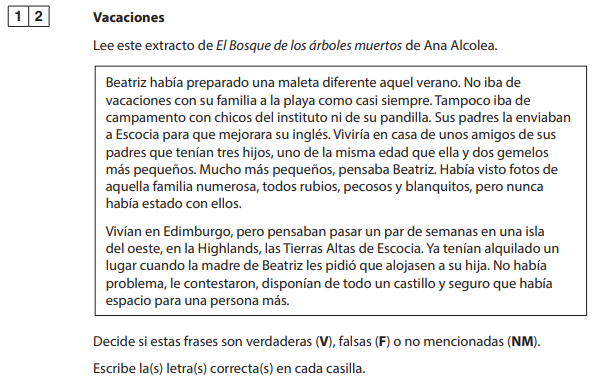 1 2 Vacaciones
Lee este extracto de El Bosque de los árboles muertos de Ana Alcolea.
Beatriz había preparado una maleta diferente aquel verano. No iba de
vacaciones con su familia a la playa como casi siempre. Tampoco iba de
campamento con chicos del instituto ni de su pandilla. Sus padres la enviaban
a Escocia para que mejorara su inglés. Viviría en casa de unos amigos de sus
padres que tenían tres hijos, uno de la misma edad que ella y dos gemelos
más pequeños. Mucho más pequeños, pensaba Beatriz. Había visto fotos de
aquella familia numerosa, todos rubios, pecosos y blanquitos, pero nunca
había estado con ellos.
Vivían en Edimburgo, pero pensaban pasar un par de semanas en una isla
del oeste, en la Highlands, las Tierras Altas de Escocia. Ya tenían alquilado un
lugar cuando la madre de Beatriz les pidió que alojasen a su hija. No había
problema, le contestaron, disponían de todo un castillo y seguro que había
espacio para una persona más.
Decide si estas frases son verdaderas (V), falsas (F) o no mencionadas (NM).
Escribe la(s) letra(s) correcta(s) en cada casilla.